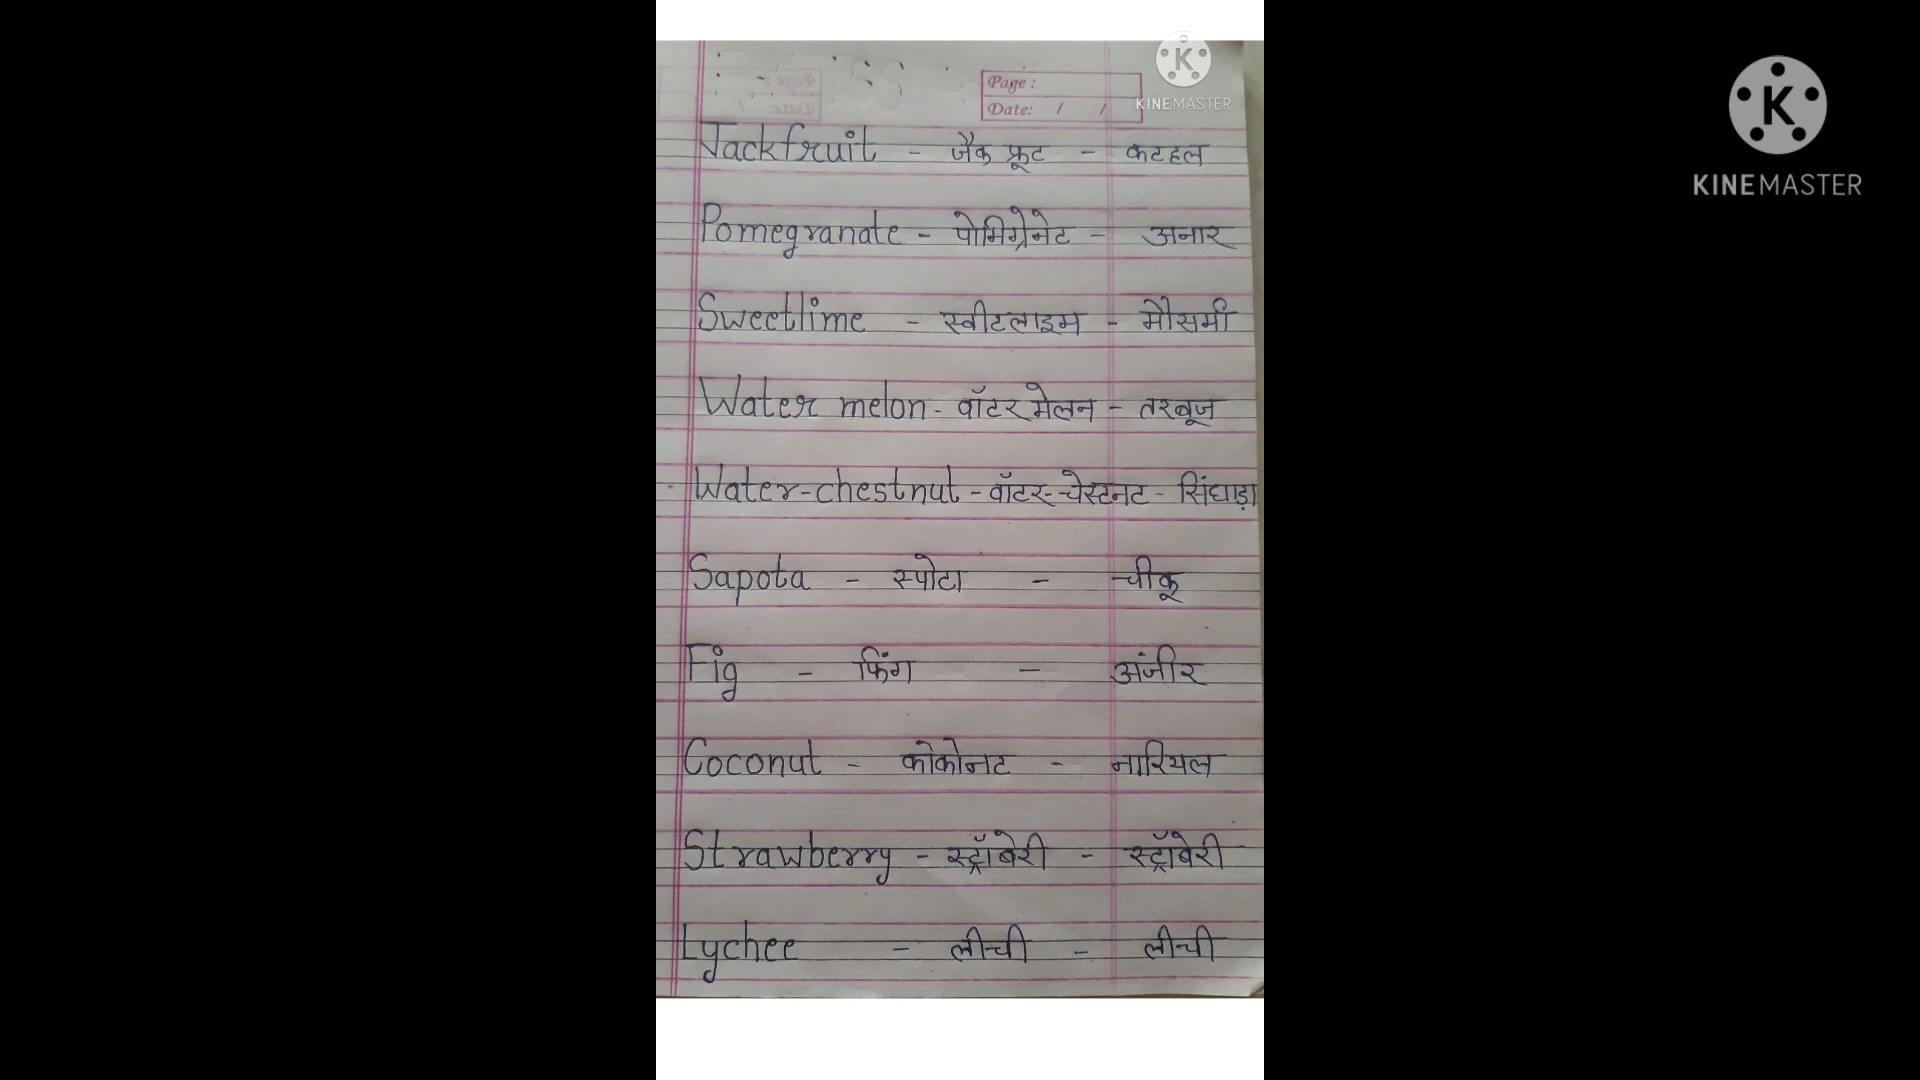 Page :
Date: / /
KINEMASTER
KINEMASTER
Jackfruit - जैक फ्रूट - कटहल
Pomegranate - पोमिग्रेनेट - अनार
Sweetlime - स्वीटलाइम - मौसमी
Water melon - वॉटर मेलन - तरबूज
Water-chestnut - वॉटर-चेस्टनट - सिंघाड़ा
Sapota - स्पोटा - चीकू
Fig - फिंग - अंजीर
Coconut - कोकोनट - नारियल
Strawberry - स्ट्रॉबेरी - स्ट्रॉबेरी
Lychee - लीची - लीची